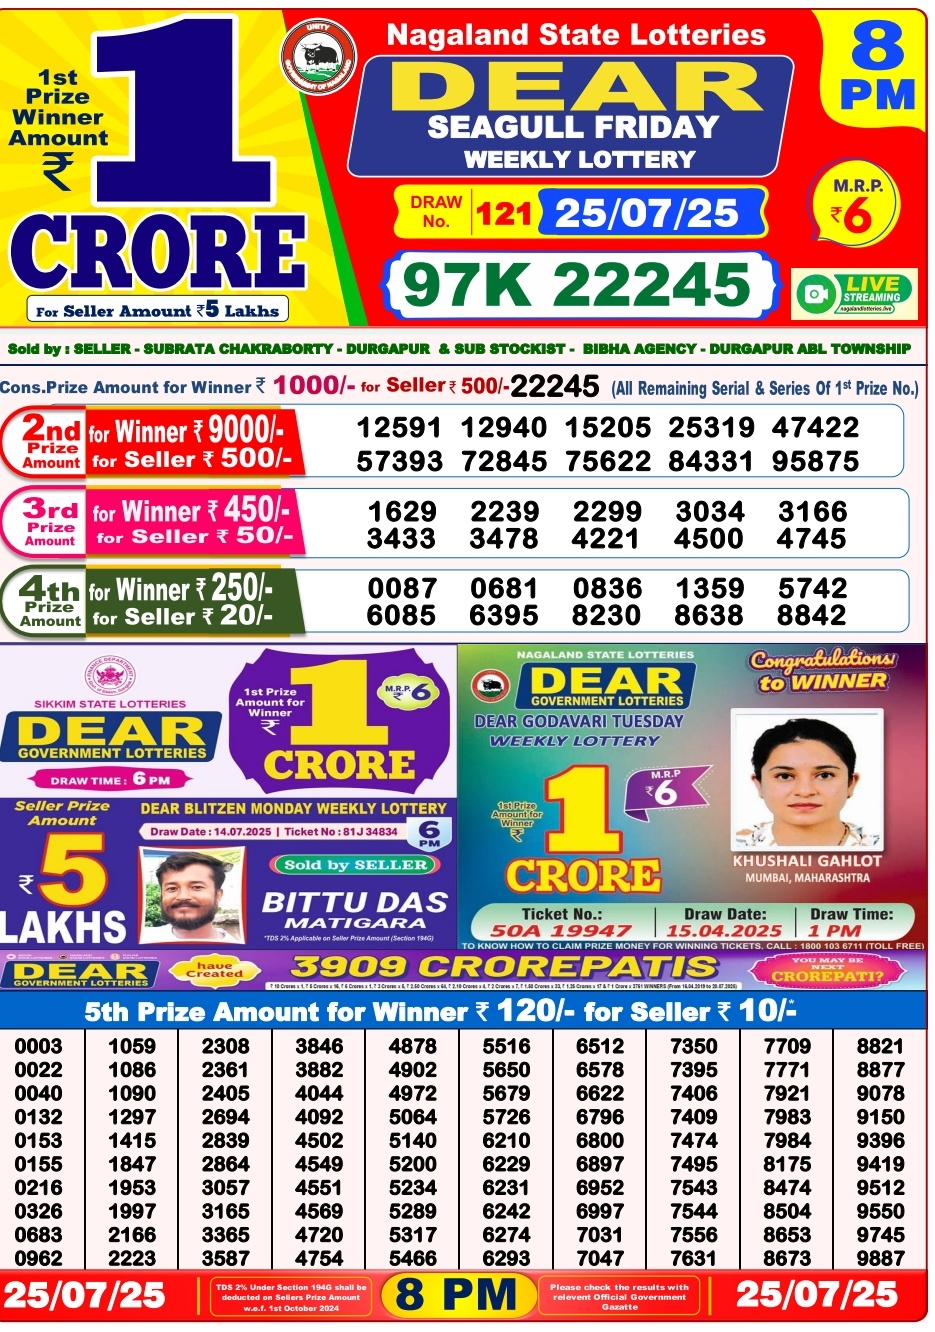 1st
Prize
Winner
Amount
₹
1
CRORE
For Seller Amount ₹5 Lakhs
UNITY
GOVERNMENT OF NAGALAND
Nagaland State Lotteries
DEAR
SEAGULL FRIDAY
WEEKLY LOTTERY
8
PM
DRAW
No.
121
25/07/25
M.R.P.
₹6
97K 22245
LIVE
STREAMING
nagalandlotteries.live
Sold by : SELLER - SUBRATA CHAKRABORTY - DURGAPUR & SUB STOCKIST - BIBHA AGENCY - DURGAPUR ABL TOWNSHIP
Cons.Prize Amount for Winner ₹ 1000/- for Seller ₹ 500/- 22245 (All Remaining Serial & Series Of 1st Prize No.)
2nd
Prize
Amount
for Winner ₹ 9000/-
for Seller ₹ 500/-
12591 12940 15205 25319 47422
57393 72845 75622 84331 95875
3rd
Prize
Amount
for Winner ₹ 450/-
for Seller ₹ 50/-
1629 2239 2299 3034 3166
3433 3478 4221 4500 4745
4th
Prize
Amount
for Winner ₹ 250/-
for Seller ₹ 20/-
0087 0681 0836 1359 5742
6085 6395 8230 8638 8842
SIKKIM STATE LOTTERIES
DEAR
GOVERNMENT LOTTERIES
DRAW TIME : 6 PM
1st Prize
Amount for
Winner
₹
1
CRORE
M.R.P. ₹6
Seller Prize
Amount
₹5
LAKHS
DEAR BLITZEN MONDAY WEEKLY LOTTERY
Draw Date : 14.07.2025 | Ticket No : 81J 34834
6
PM
Sold by SELLER
BITTU DAS
MATIGARA
*TDS 2% Applicable on Seller Prize Amount (Section 194G)
NAGALAND STATE LOTTERIES
DEAR
GOVERNMENT LOTTERIES
DEAR GODAVARI TUESDAY
WEEKLY LOTTERY
Congratulations!
to WINNER
1st Prize
Amount for
Winner
₹
1
CRORE
M.R.P
₹6
KHUSHALI GAHLOT
MUMBAI, MAHARASHTRA
Ticket No.: Draw Date: Draw Time:
50A 19947 15.04.2025 1 PM
TO KNOW HOW TO CLAIM PRIZE MONEY FOR WINNING TICKETS, CALL : 1800 103 6711 (TOLL FREE)
DEAR
GOVERNMENT LOTTERIES
have
Created
3909 CROREPATIS
YOU MAY BE
NEXT
CROREPATI?
5th Prize Amount for Winner ₹ 120/- for Seller ₹ 10/-*
0003 1059 2308 3846 4878 5516 6512 7350 7709 8821
0022 1086 2361 3882 4902 5650 6578 7395 7771 8877
0040 1090 2405 4044 4972 5679 6622 7406 7921 9078
0132 1297 2694 4092 5064 5726 6796 7409 7983 9150
0153 1415 2839 4502 5140 6210 6800 7474 7984 9396
0155 1847 2864 4549 5200 6229 6897 7495 8175 9419
0216 1953 3057 4551 5234 6231 6952 7543 8474 9512
0326 1997 3165 4569 5289 6242 6997 7544 8504 9550
0683 2166 3365 4720 5317 6274 7031 7556 8653 9745
0962 2223 3587 4754 5466 6293 7047 7631 8673 9887
25/07/25
TDS 2% Under Section 194G shall be
deducted on Sellers Prize Amount
w.e.f. 1st October 2024
8 PM
Please check the results with
relevent Official Government
Gazatte
25/07/25